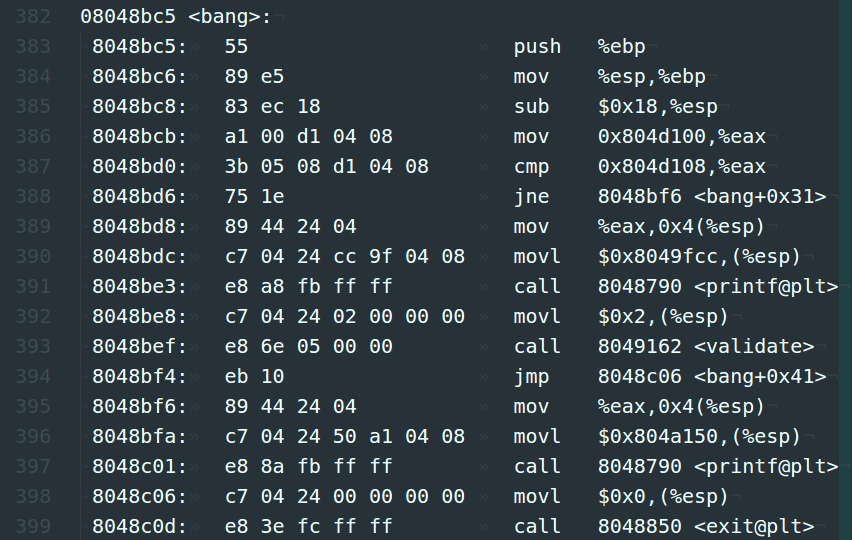 382 08048bc5 <bang>:
383 8048bc5: 55 push %ebp
384 8048bc6: 89 e5 mov %esp,%ebp
385 8048bc8: 83 ec 18 sub $0x18,%esp
386 8048bcb: a1 00 d1 04 08 mov 0x804d100,%eax
387 8048bd0: 3b 05 08 d1 04 08 cmp 0x804d108,%eax
388 8048bd6: 75 1e jne 8048bf6 <bang+0x31>
389 8048bd8: 89 44 24 04 mov %eax,0x4(%esp)
390 8048bdc: c7 04 24 cc 9f 04 08 movl $0x8049fcc,(%esp)
391 8048be3: e8 a8 fb ff ff call 8048790 <printf@plt>
392 8048be8: c7 04 24 02 00 00 00 movl $0x2,(%esp)
393 8048bef: e8 6e 05 00 00 call 8049162 <validate>
394 8048bf4: eb 10 jmp 8048c06 <bang+0x41>
395 8048bf6: 89 44 24 04 mov %eax,0x4(%esp)
396 8048bfa: c7 04 24 50 a1 04 08 movl $0x804a150,(%esp)
397 8048c01: e8 8a fb ff ff call 8048790 <printf@plt>
398 8048c06: c7 04 24 00 00 00 00 movl $0x0,(%esp)
399 8048c0d: e8 3e fc ff ff call 8048850 <exit@plt>